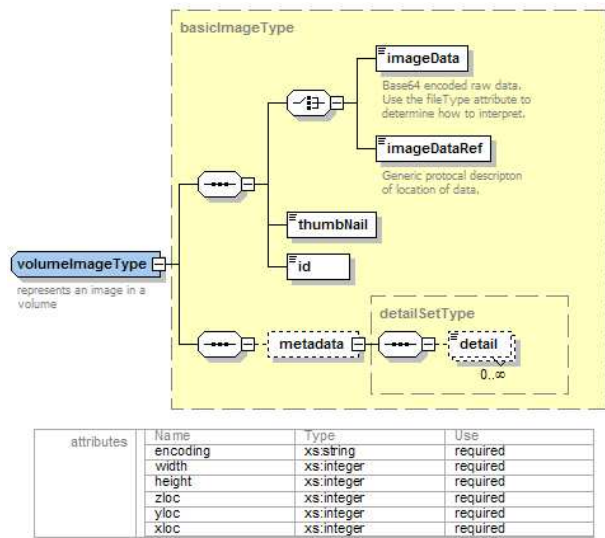 basicImageType
imageData
Base64 encoded raw data.
Use the fileType attribute to
determine how to interpret.
imageDataRef
Generic protocal descripton
of location of data.
thumbNail
id
volumeImageType
represents an image in a
volume
detailSetType
metadata
detail
0..∞
attributes
Name Type Use
encoding xs:string required
width xs:integer required
height xs:integer required
zloc xs:integer required
yloc xs:integer required
xloc xs:integer required